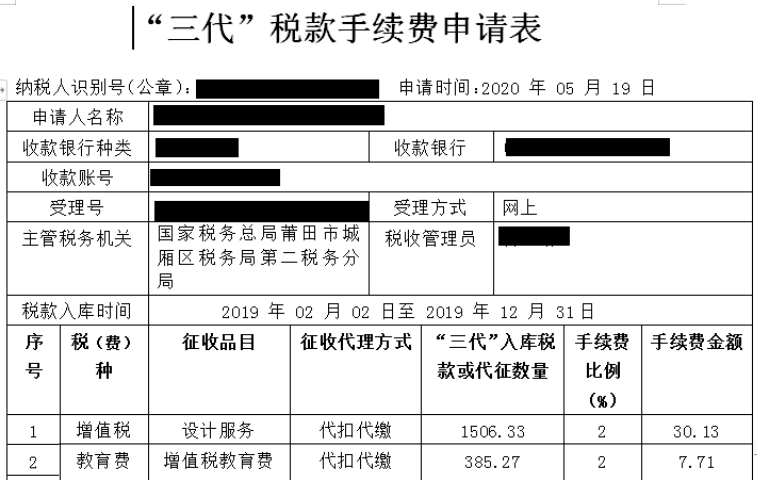 “三代”税款手续费申请表
纳税人识别号(公章): 申请时间:2020 年 05 月 19 日
申请人名称
收款银行种类 收款银行
收款账号
受理号 受理方式 网上
主管税务机关 国家税务总局莆田市城 税收管理员
厢区税务局第二税务分
局
税款入库时间 2019 年 02 月 02 日至 2019 年 12 月 31日
序 税(费) 征收品目 征收代理方式 “三代”入库税 手续费 手续费金额
号 种 款或代征数量 比例
(%)
1 增值税 设计服务 代扣代缴 1506.33 2 30.13
2 教育费 增值税教育费 代扣代缴 385.27 2 7.71